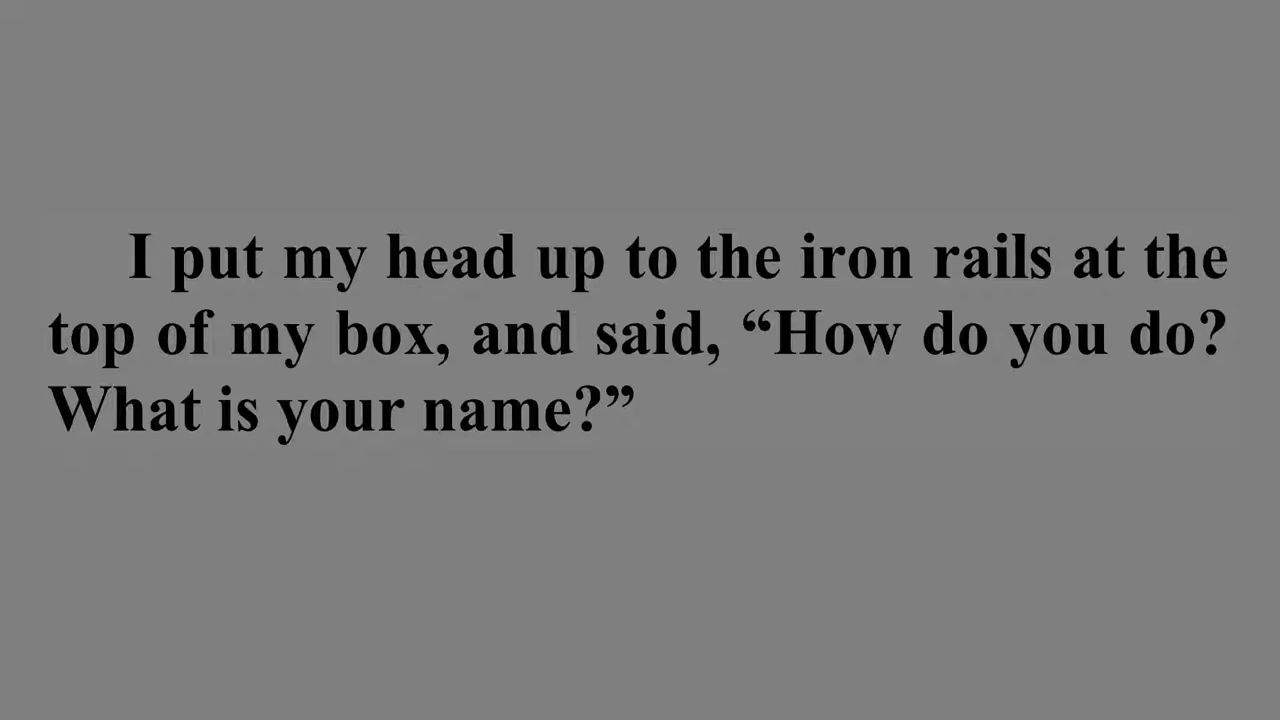 I put my head up to the iron rails at the
top of my box, and said, “How do you do?
What is your name?”